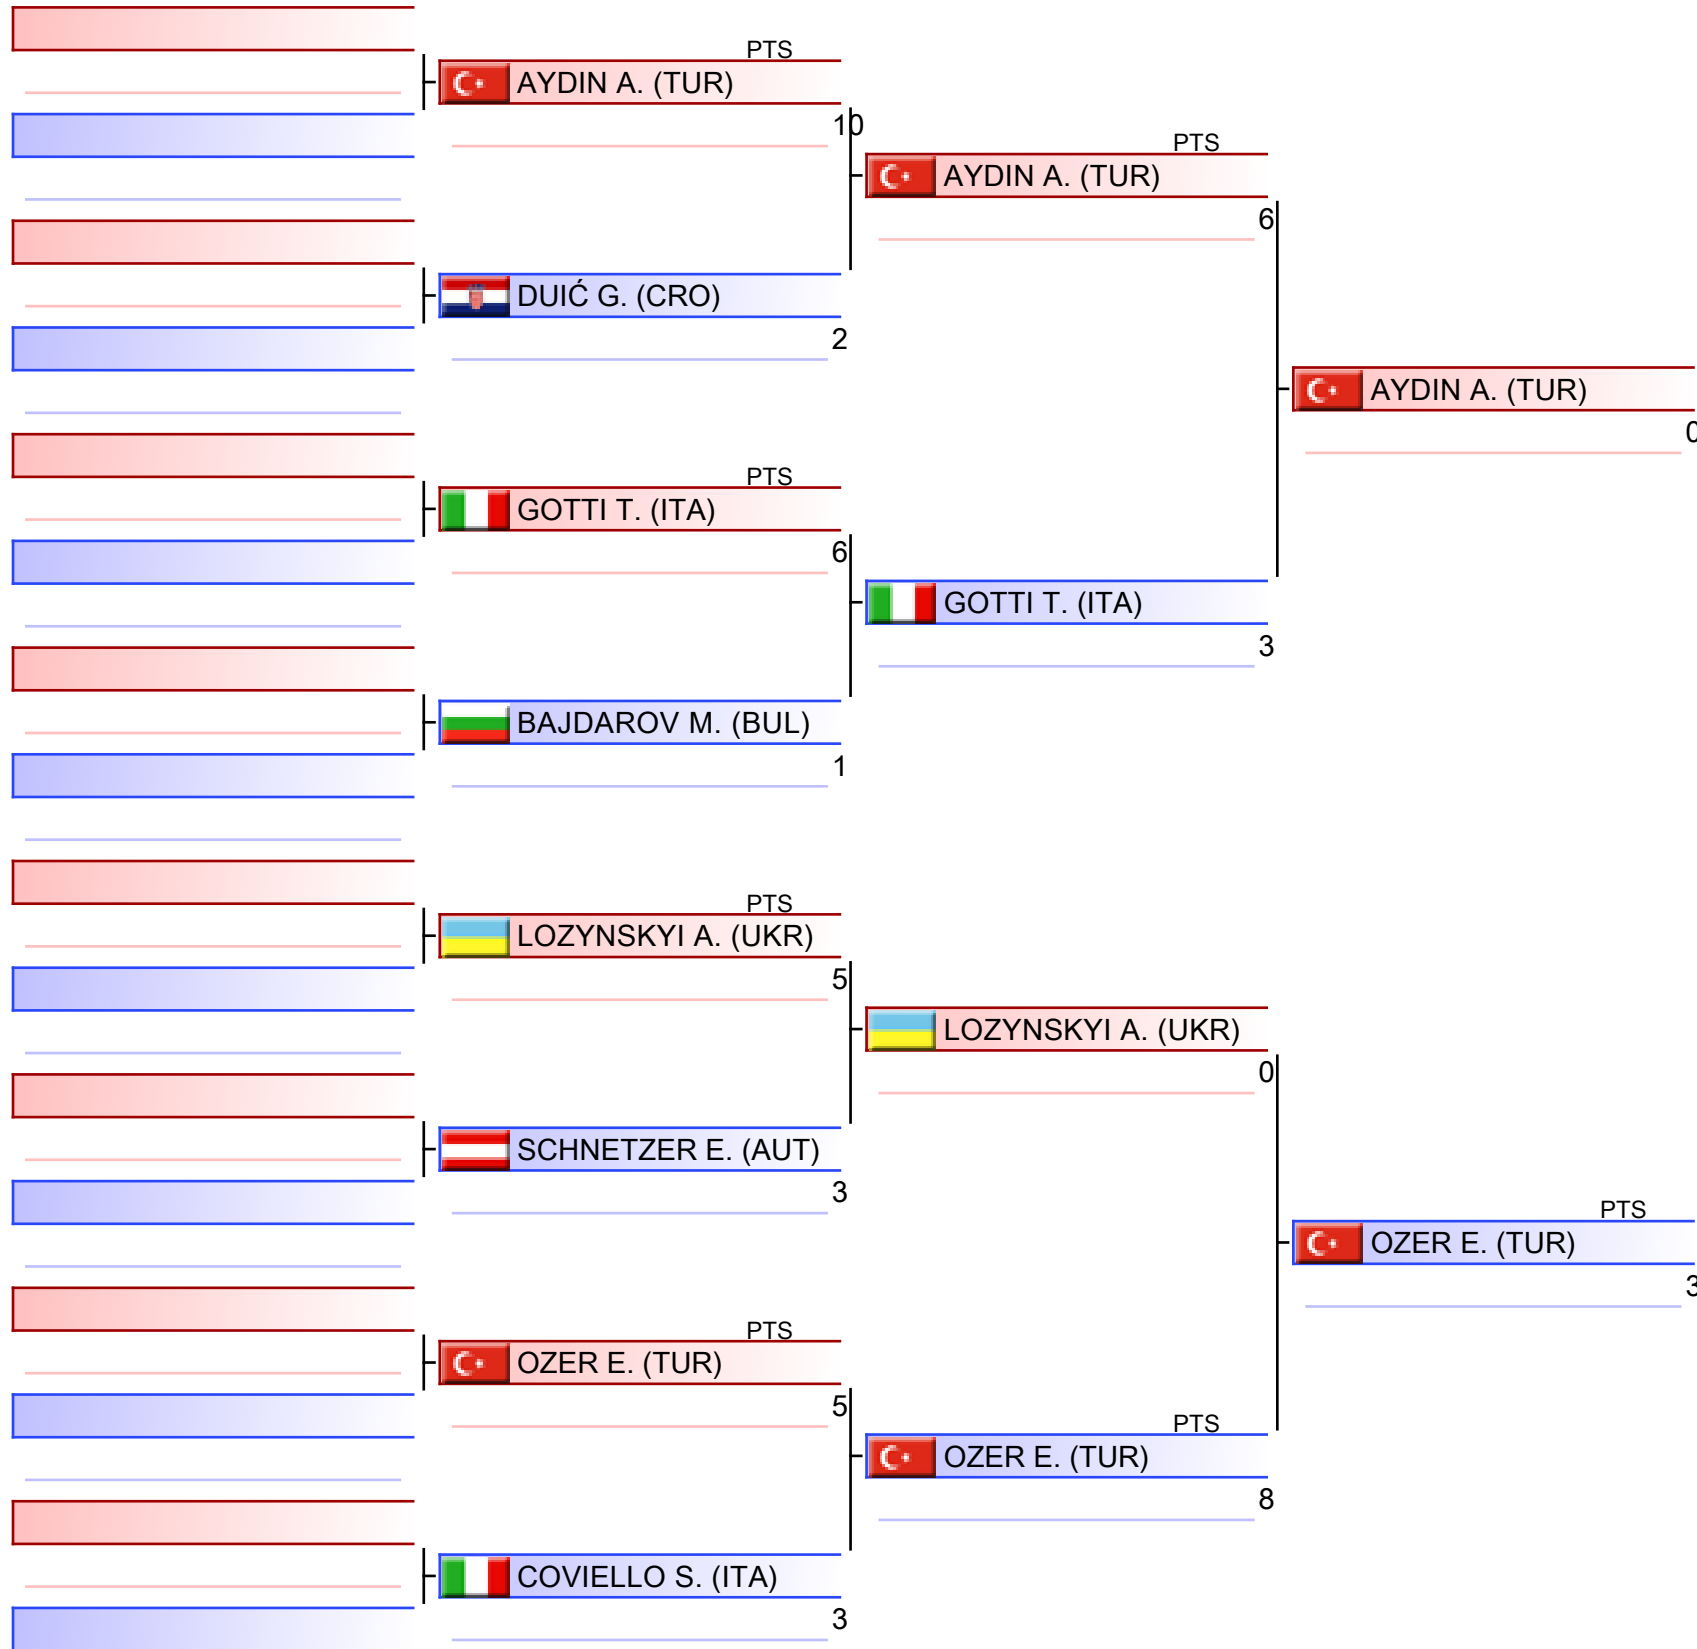 PTS
AYDIN A. (TUR)
10
DUIĆ G. (CRO)
2
PTS
GOTTI T. (ITA)
6
BAJDAROV M. (BUL)
1
PTS
LOZYNSKYI A. (UKR)
5
SCHNETZER E. (AUT)
3
PTS
OZER E. (TUR)
5
COVIELLO S. (ITA)
3
PTS
AYDIN A. (TUR)
6
GOTTI T. (ITA)
3
LOZYNSKYI A. (UKR)
0
PTS
OZER E. (TUR)
8
AYDIN A. (TUR)
0
PTS
OZER E. (TUR)
3